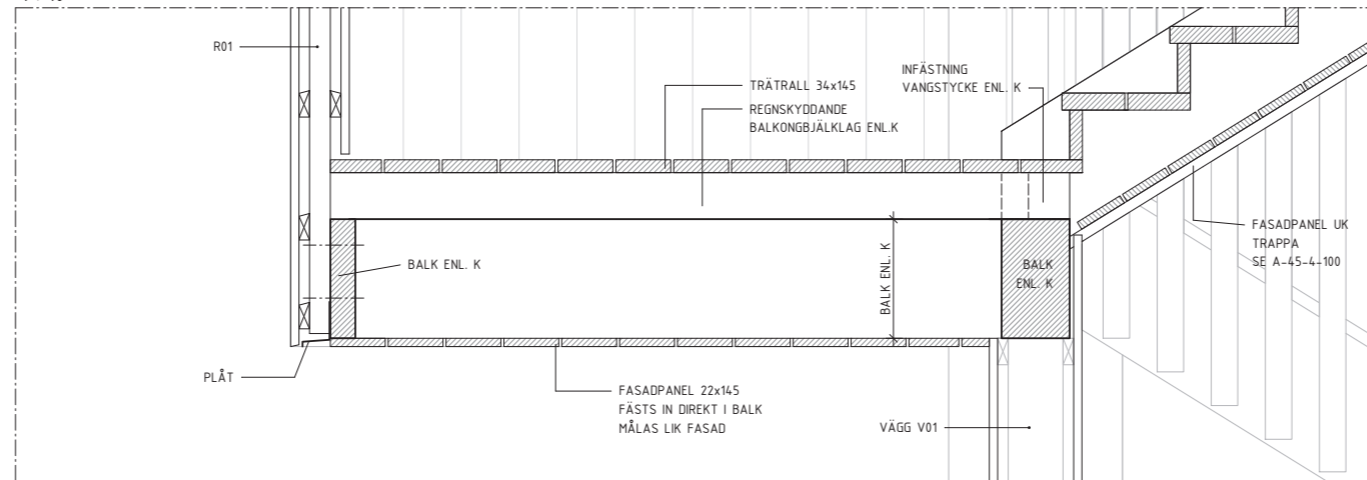 R01
TRÄTRALL 34x145
REGNSKYDDANDE
BALKONGBJÄLKLAG ENL.K
INFÄSTNING
VANGSTYCKE ENL. K
BALK ENL. K
BALK ENL. K
BALK
ENL. K
FASADPANEL UK
TRAPPA
SE A-45-4-100
PLÅT
FASADPANEL 22x145
FÄSTS IN DIREKT I BALK
MÅLAS LIK FASAD
VÄGG V01